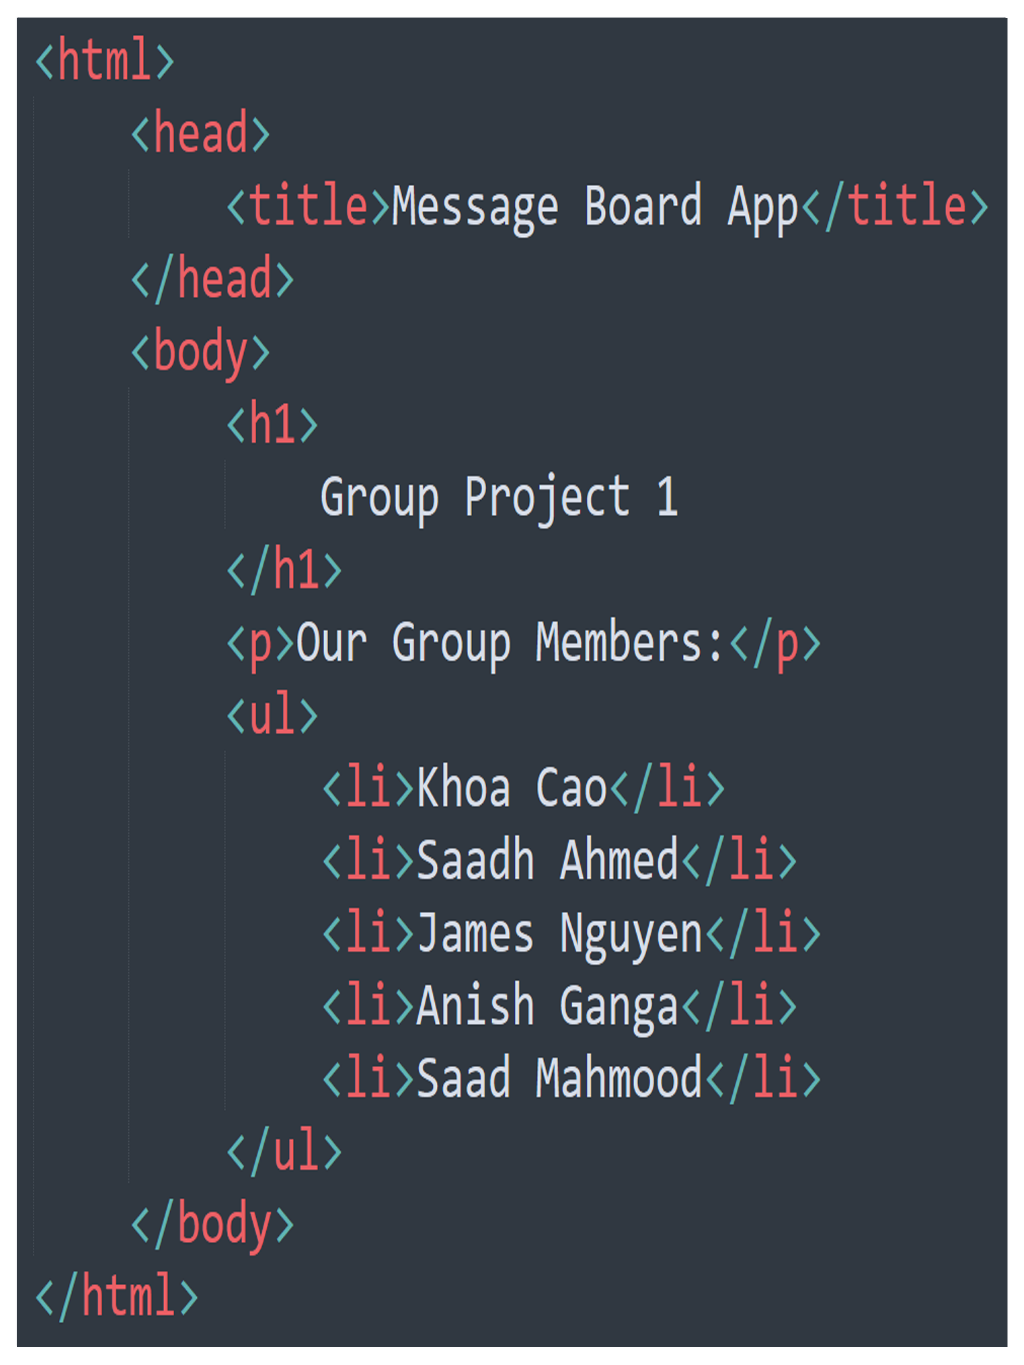 <html>
<head>
<title>Message Board App</title>
</head>
<body>
<h1>
Group Project 1
</h1>
<p>Our Group Members:</p>
<ul>
<li>Khoa Cao</li>
<li>Saadh Ahmed</li>
<li>James Nguyen</li>
<li>Anish Ganga</li>
<li>Saad Mahmood</li>
</ul>
</body>
</html>